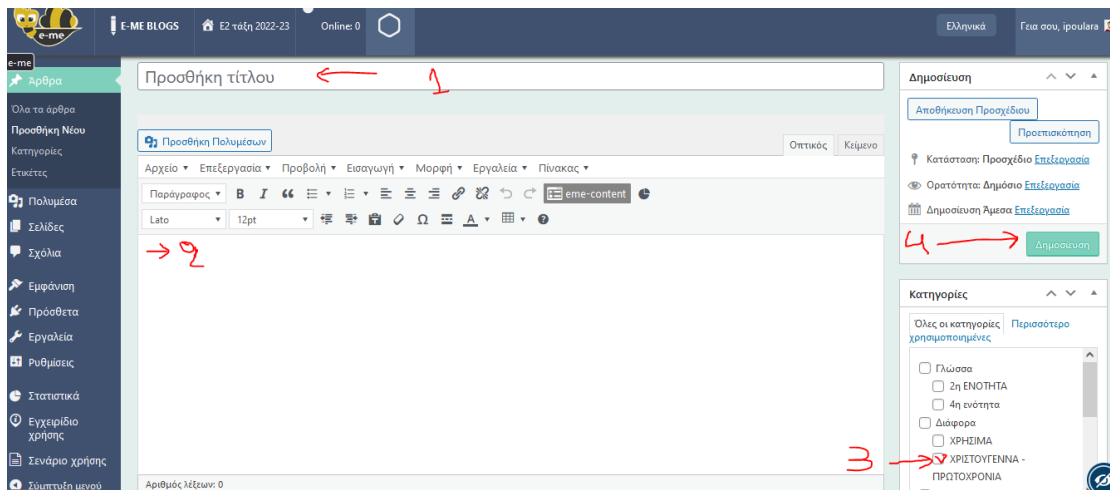 e-me
E-ME BLOGS
Ε2 τάξη 2022-23
Online: 0
Ελληνικά
Γεια σου, ipoulara
e-me
Άρθρα
Όλα τα άρθρα
Προσθήκη Νέου
Κατηγορίες
Ετικέτες
Πολυμέσα
Σελίδες
Σχόλια
Εμφάνιση
Πρόσθετα
Εργαλεία
Ρυθμίσεις
Στατιστικά
Εγχειρίδιο
χρήσης
Σενάριο χρήσης
Σύμπτυξη μενού
Προσθήκη τίτλου
1
Προσθήκη Πολυμέσων
Οπτικός Κείμενο
Αρχείο Επεξεργασία Προβολή Εισαγωγή Μορφή Εργαλεία Πίνακας
Παράγραφος B I eme-content
Lato 12pt Ω A
2
Αριθμός λέξεων: 0
Δημοσίευση
Αποθήκευση Προσχέδιου
Προεπισκόπηση
Κατάσταση: Προσχέδιο Επεξεργασία
Ορατότητα: Δημόσιο Επεξεργασία
Δημοσίευση Άμεσα Επεξεργασία
4
Δημοσίευση
Κατηγορίες
Όλες οι κατηγορίες Περισσότερο
χρησιμοποιημένες
Γλώσσα
2η ΕΝΟΤΗΤΑ
4η ενότητα
Διάφορα
ΧΡΗΣΙΜΑ
3
ΧΡΙΣΤΟΥΓΕΝΝΑ -
ΠΡΩΤΟΧΡΟΝΙΑ